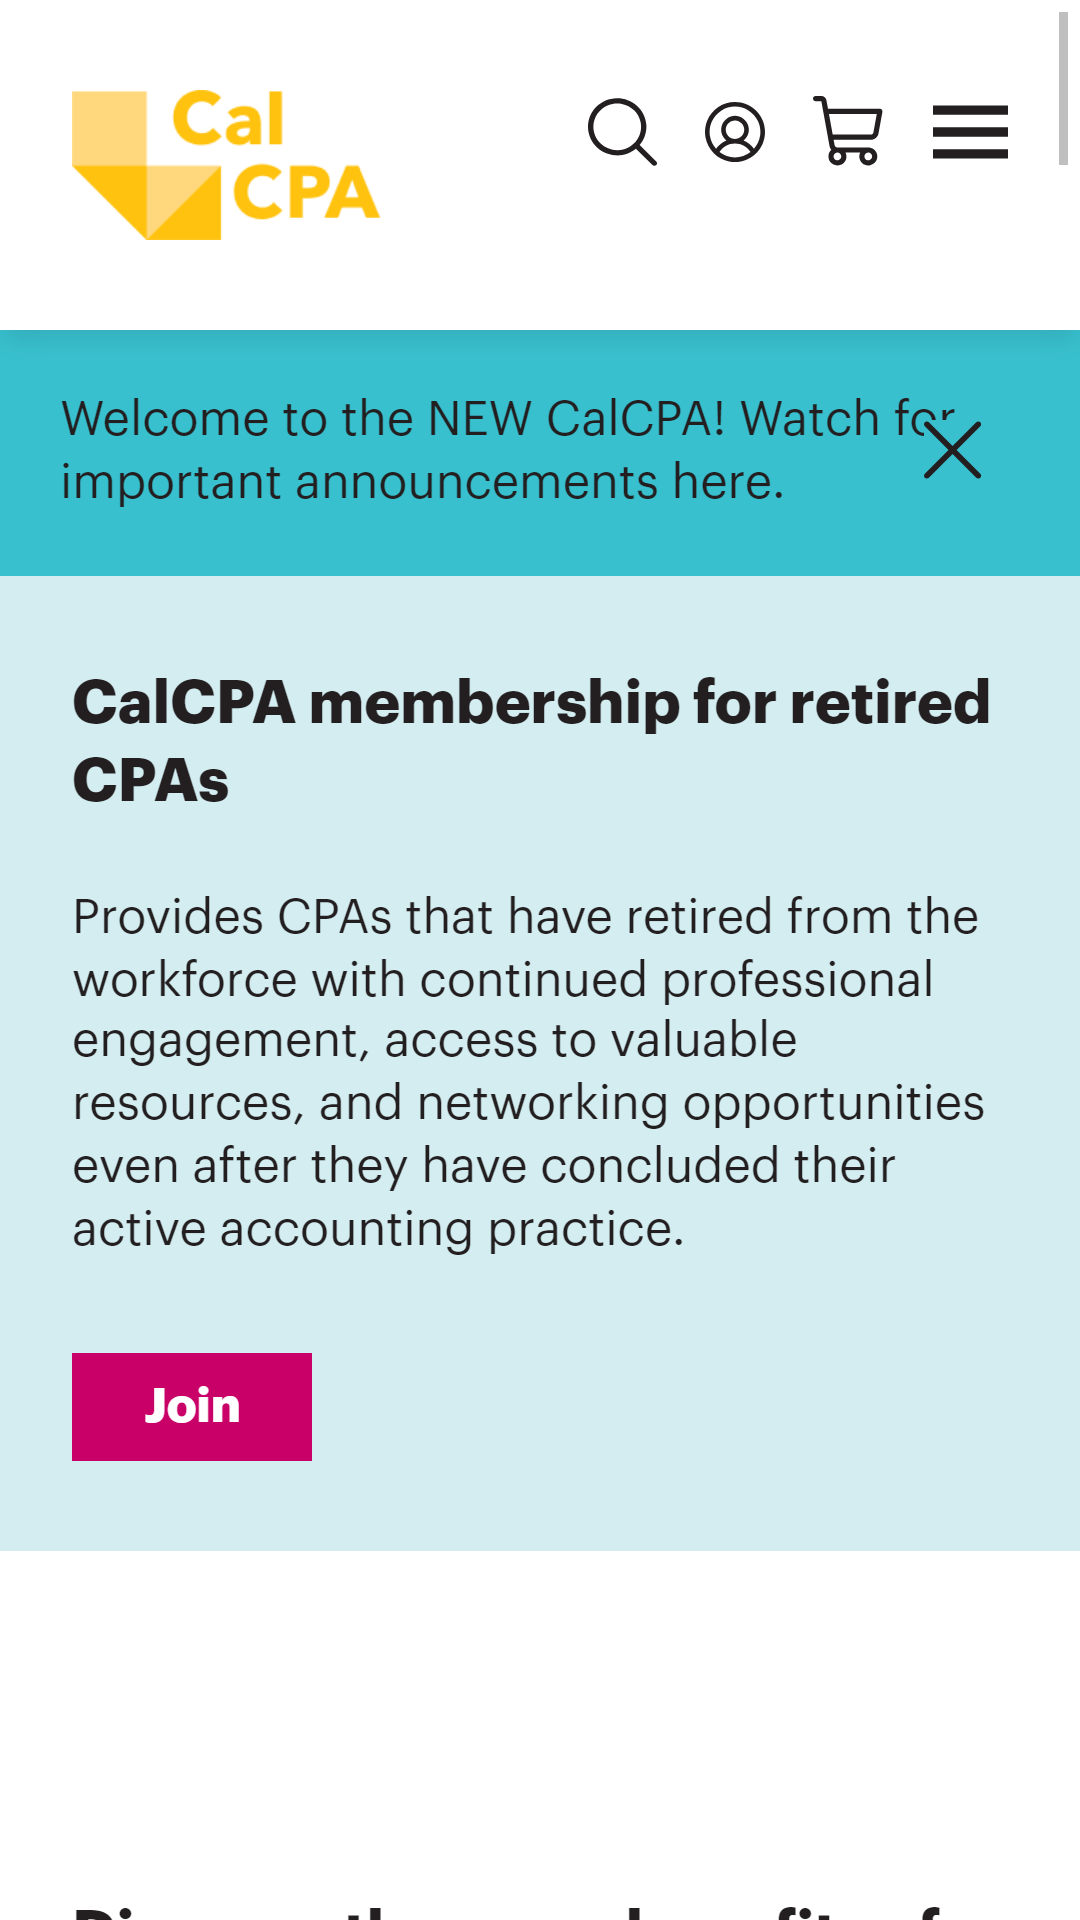 Cal
CPA
Welcome to the NEW CalCPA! Watch for
important announcements here.
CalCPA membership for retired
CPAs
Provides CPAs that have retired from the
workforce with continued professional
engagement, access to valuable
resources, and networking opportunities
even after they have concluded their
active accounting practice.
Join